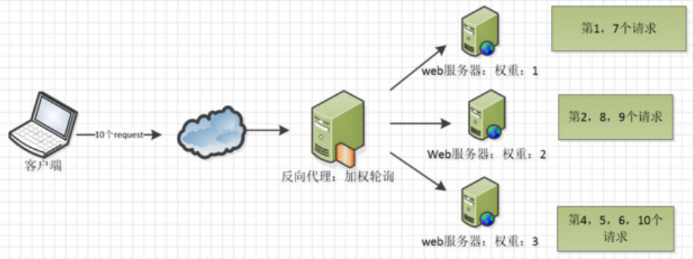 第1，7个请求
web服务器：权重：1
10个request
第2，8，9个请求
Web服务器：权重：2
客户端
反向代理：加权轮询
第4，5，6，10个
请求
web服务器：权重：3